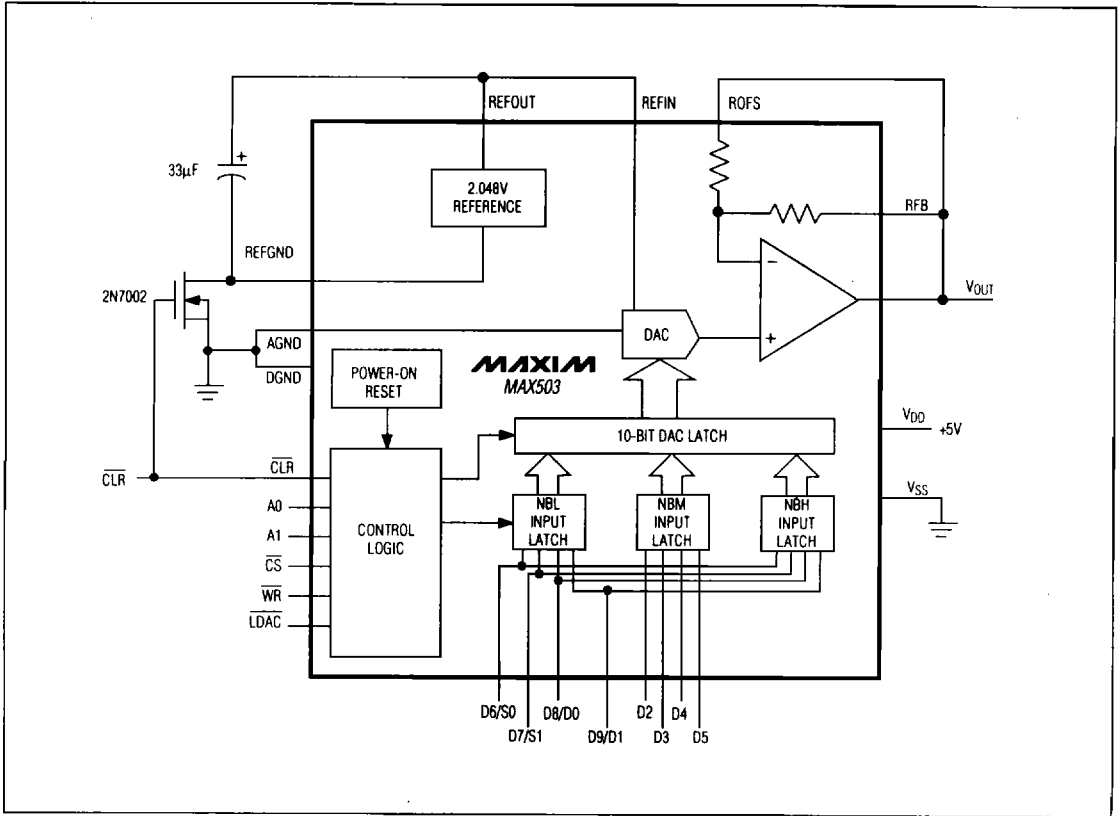 REFOUT
REFIN
ROFS
33µF
+
2.048V
REFERENCE
RFB
REFGND
2N7002
−
VOUT
DAC
+
AGND
DGND
MAXIM
MAX503
POWER-ON
RESET
VDD
+5V
10-BIT DAC LATCH
CLR
CLR
VSS
A0
A1
CS
WR
LDAC
CONTROL
LOGIC
NBL
INPUT
LATCH
NBM
INPUT
LATCH
NBH
INPUT
LATCH
D6/S0
D8/D0
D2
D4
D7/S1
D9/D1
D3
D5